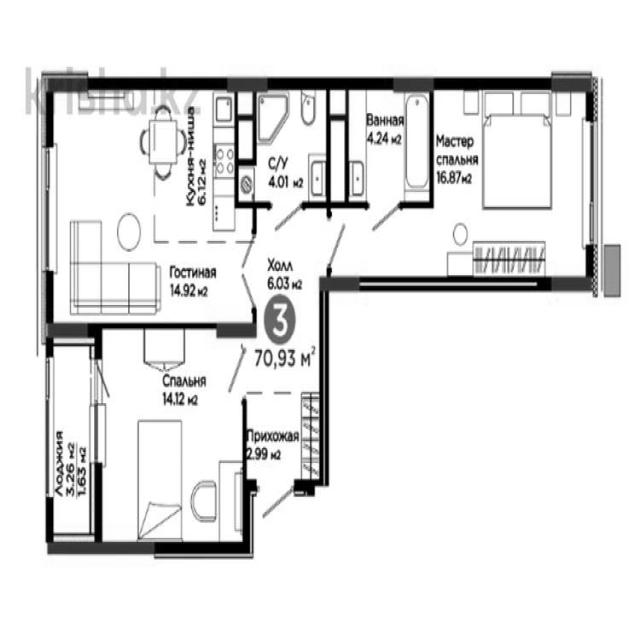 krisha.kz
Кухня-ниша
6.12 м2
С/У
4.01 м2
Ванная
4.24 м2
Мастер
спальня
16.87 м2
Гостиная
14.92 м2
Холл
6.03 м2
3
70,93 м2
Спальня
14.12 м2
Прихожая
2.99 м2
Лоджия
3.26 м2
1.63 м2